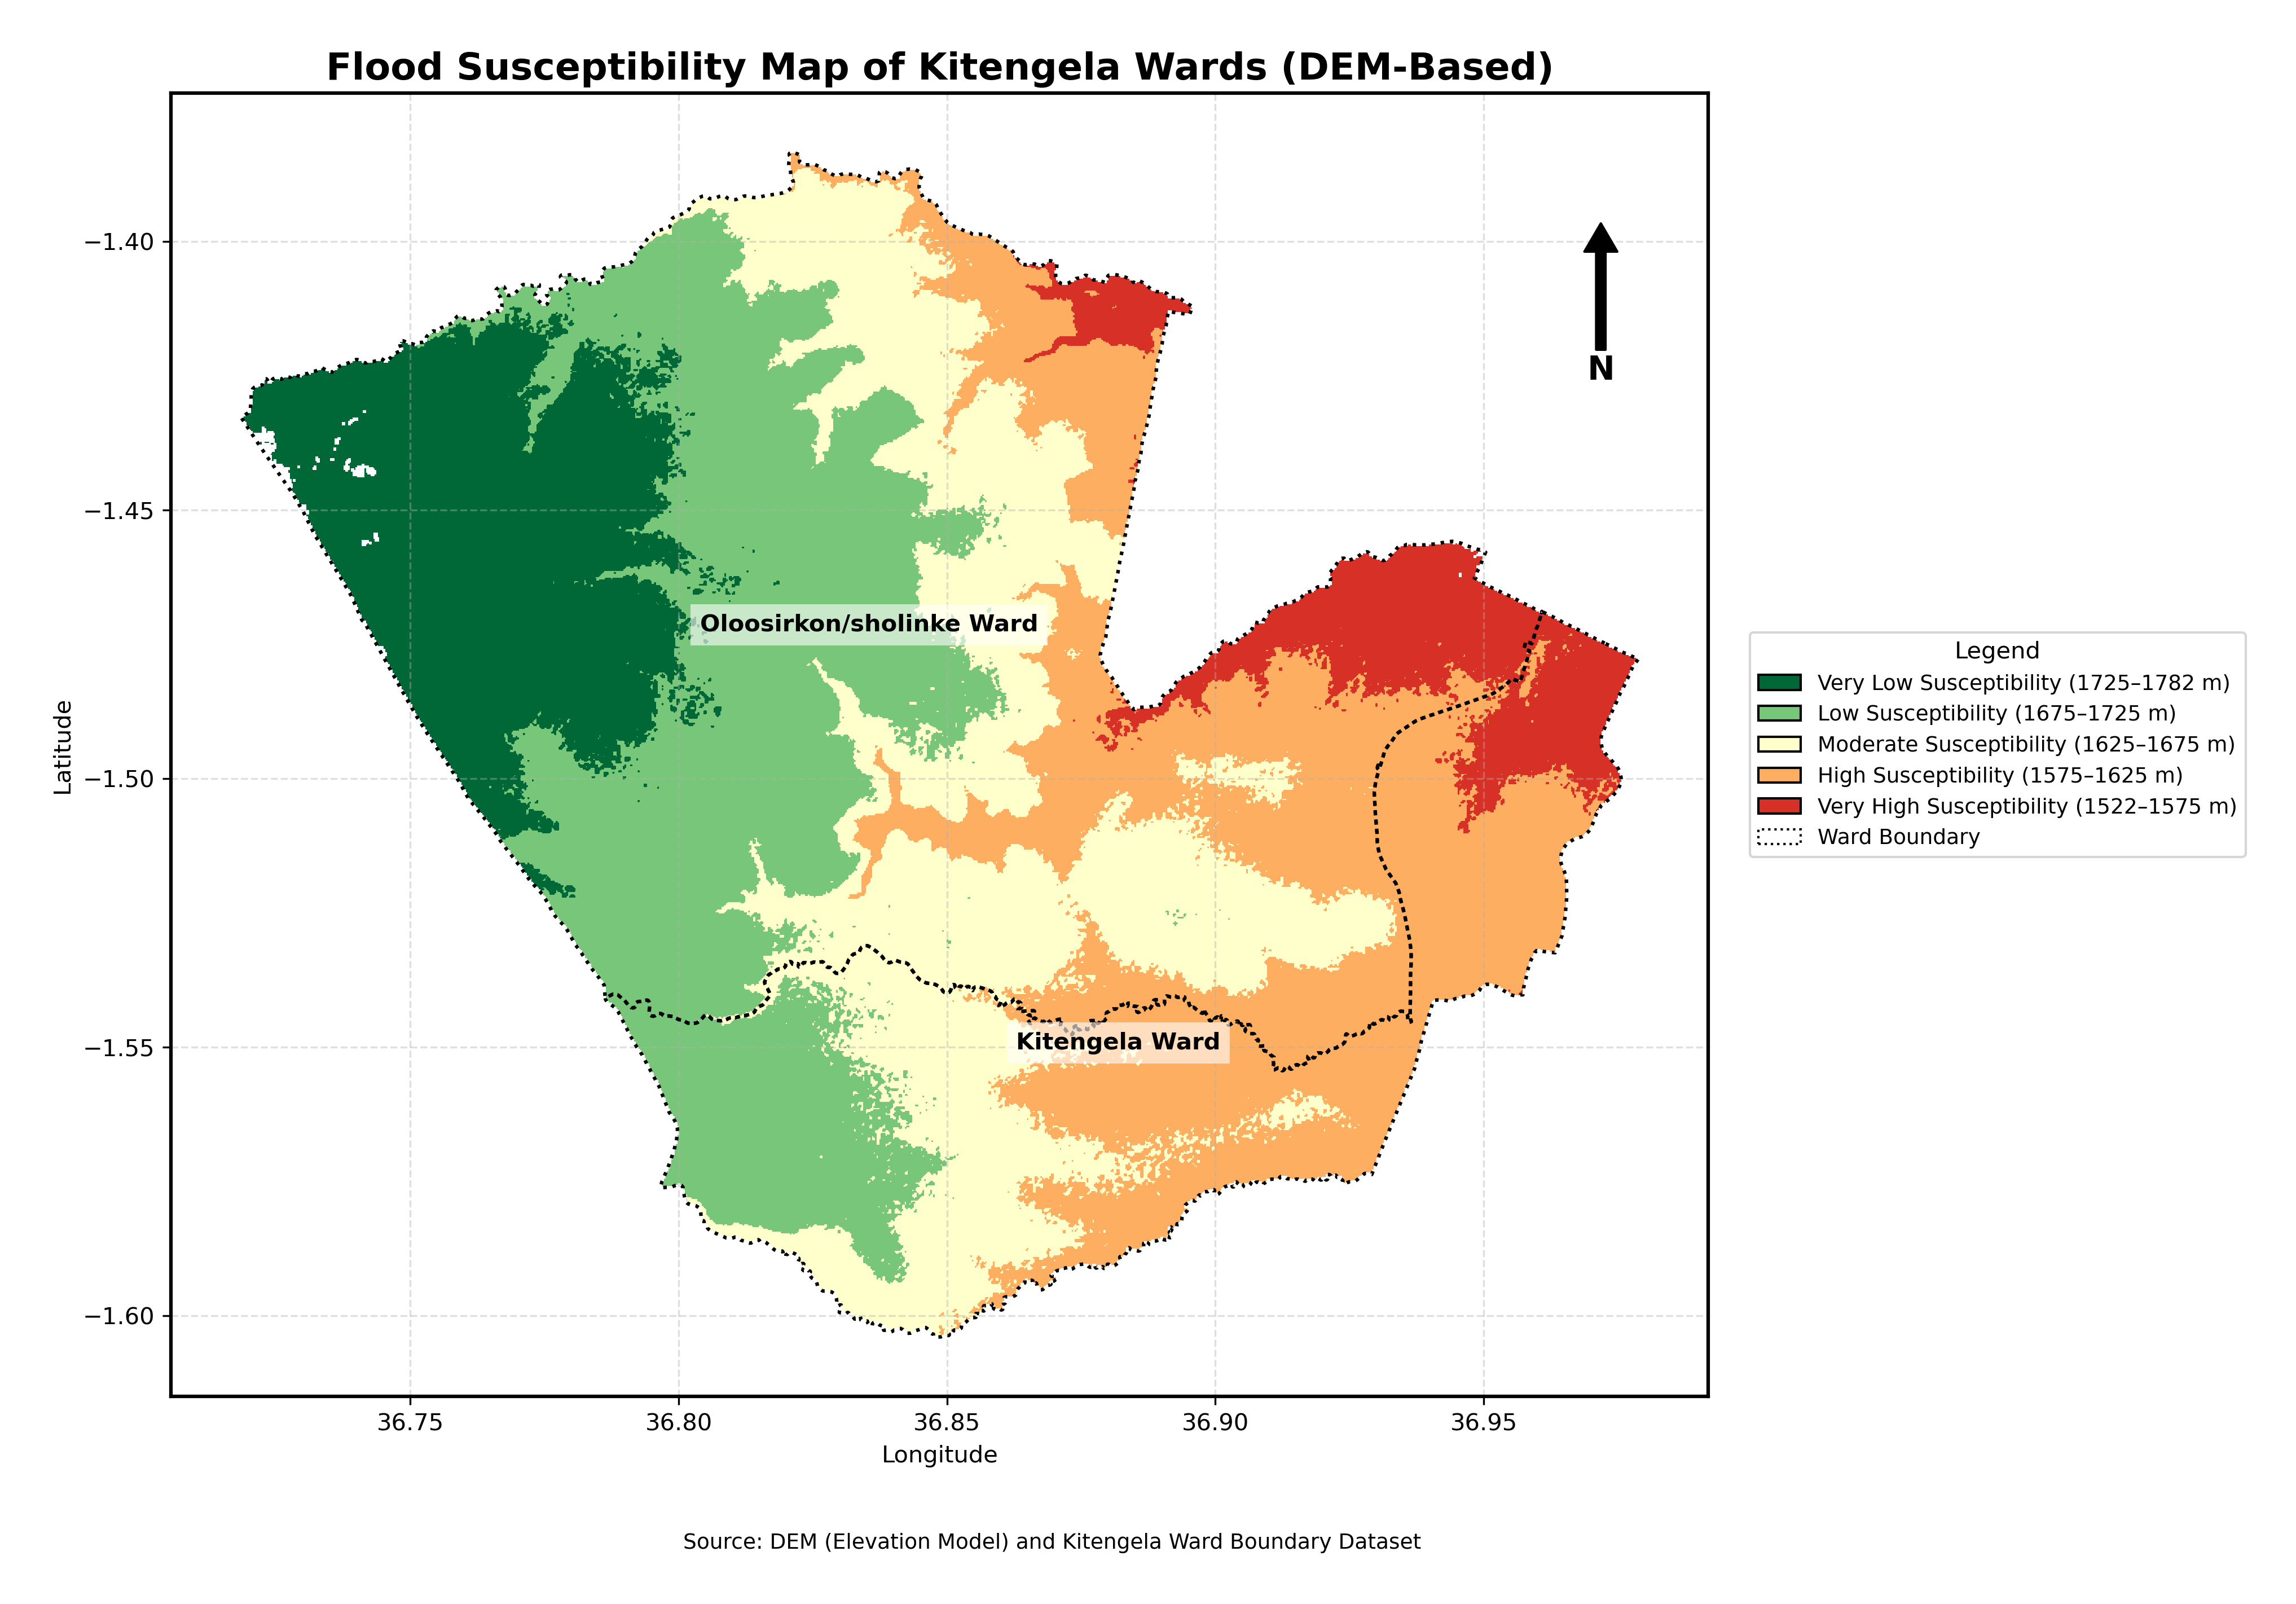 Flood Susceptibility Map of Kitengela Wards (DEM-Based)
−1.40
−1.45
−1.50
−1.55
−1.60
Latitude
N
Oloosirkon/sholinke Ward
Kitengela Ward
36.75
36.80
36.85
36.90
36.95
Longitude
Legend
Very Low Susceptibility (1725–1782 m)
Low Susceptibility (1675–1725 m)
Moderate Susceptibility (1625–1675 m)
High Susceptibility (1575–1625 m)
Very High Susceptibility (1522–1575 m)
Ward Boundary
Source: DEM (Elevation Model) and Kitengela Ward Boundary Dataset